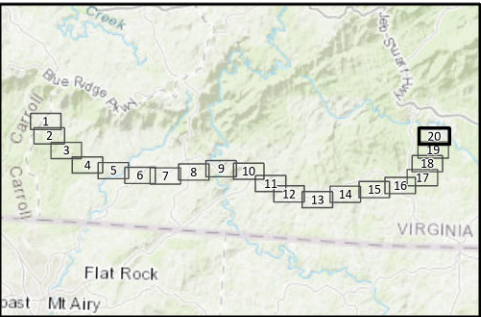 Creek
Jeb Stuart Hwy
Blue Ridge Pkwy
Carroll
1
2
3
4
5
6
7
8
9
10
11
12
13
14
15
16
17
18
19
20
Carroll
VIRGINIA
Flat Rock
oast Mt Airy